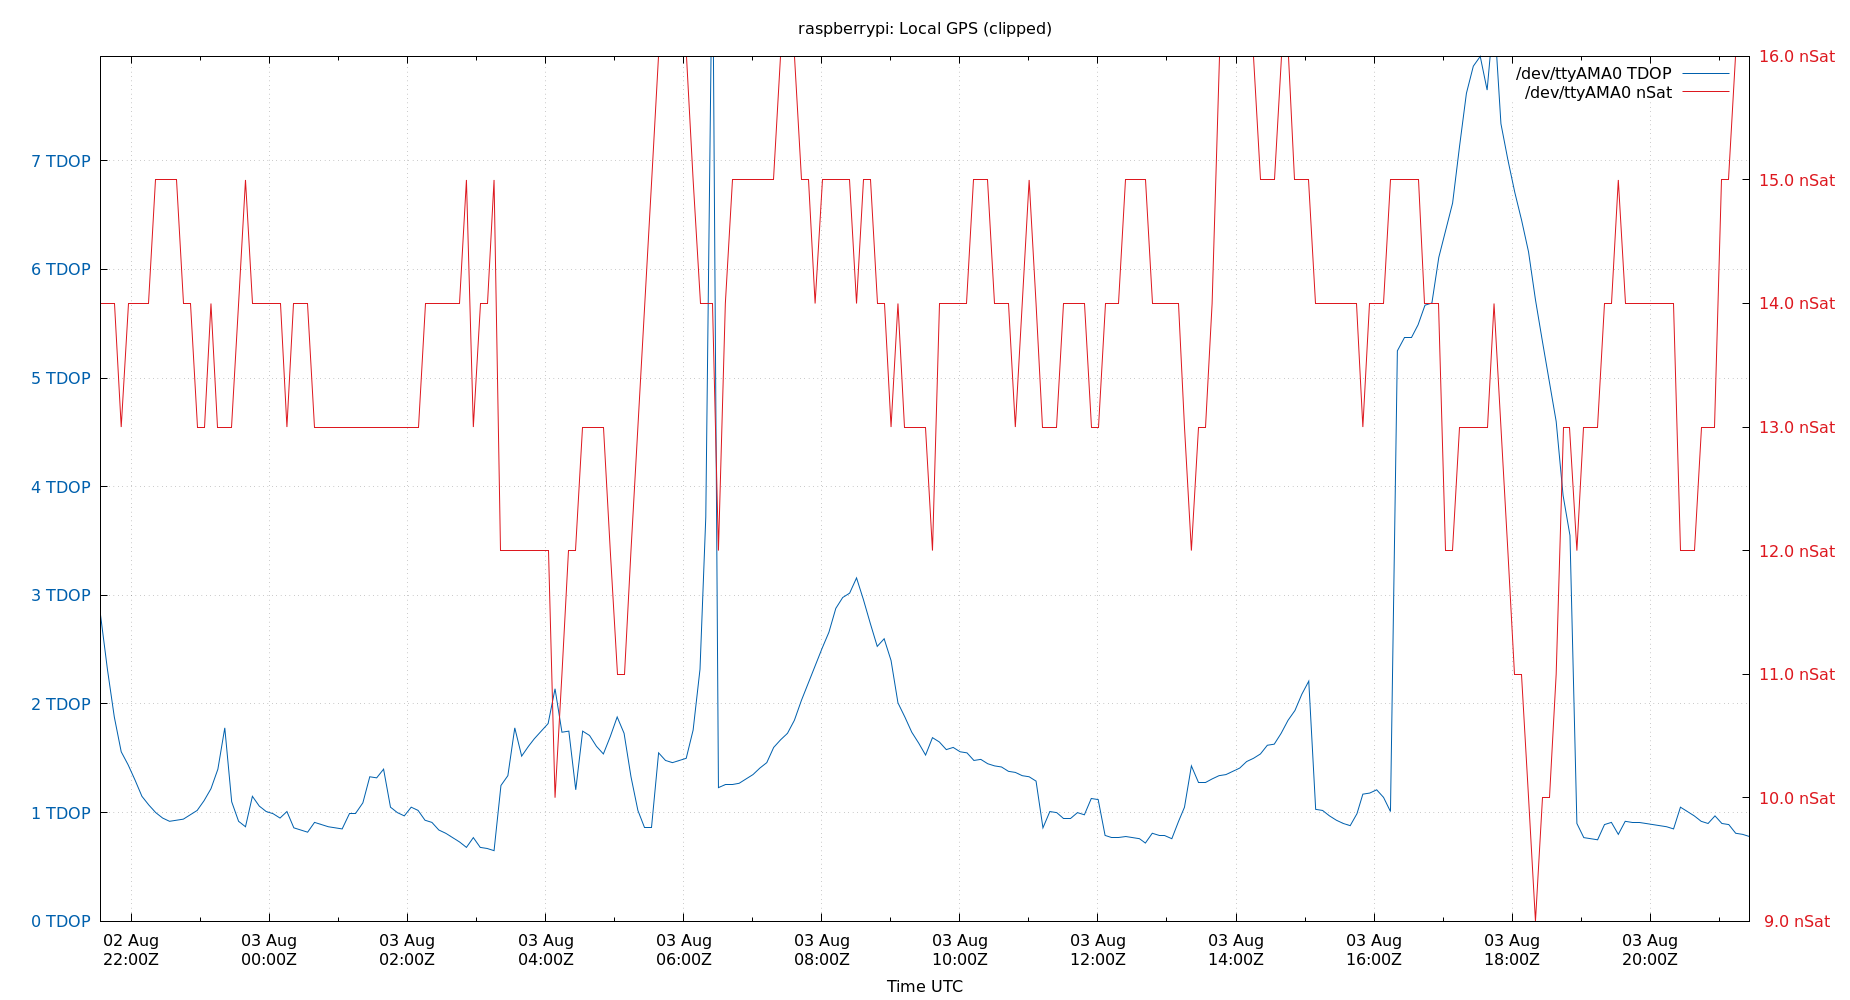 raspberrypi: Local GPS (clipped)
16.0 nSat
/dev/ttyAMA0 TDOP
/dev/ttyAMA0 nSat
7 TDOP
15.0 nSat
6 TDOP
14.0 nSat
5 TDOP
13.0 nSat
4 TDOP
12.0 nSat
3 TDOP
11.0 nSat
2 TDOP
10.0 nSat
1 TDOP
0 TDOP
9.0 nSat
02 Aug 22:00Z
03 Aug 00:00Z
03 Aug 02:00Z
03 Aug 04:00Z
03 Aug 06:00Z
03 Aug 08:00Z
03 Aug 10:00Z
03 Aug 12:00Z
03 Aug 14:00Z
03 Aug 16:00Z
03 Aug 18:00Z
03 Aug 20:00Z
Time UTC